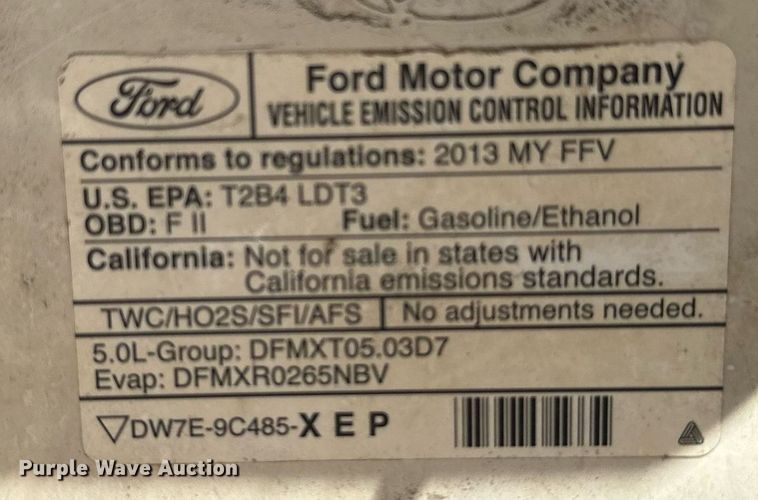 Ford
Ford Motor Company
VEHICLE EMISSION CONTROL INFORMATION
Conforms to regulations: 2013 MY FFV
U.S. EPA: T2B4 LDT3
OBD: F II Fuel: Gasoline/Ethanol
California: Not for sale in states with
California emissions standards.
TWC/HO2S/SFI/AFS No adjustments needed.
5.0L-Group: DFMXT05.03D7
Evap: DFMXR0265NBV
DW7E-9C485-X E P
Purple Wave Auction